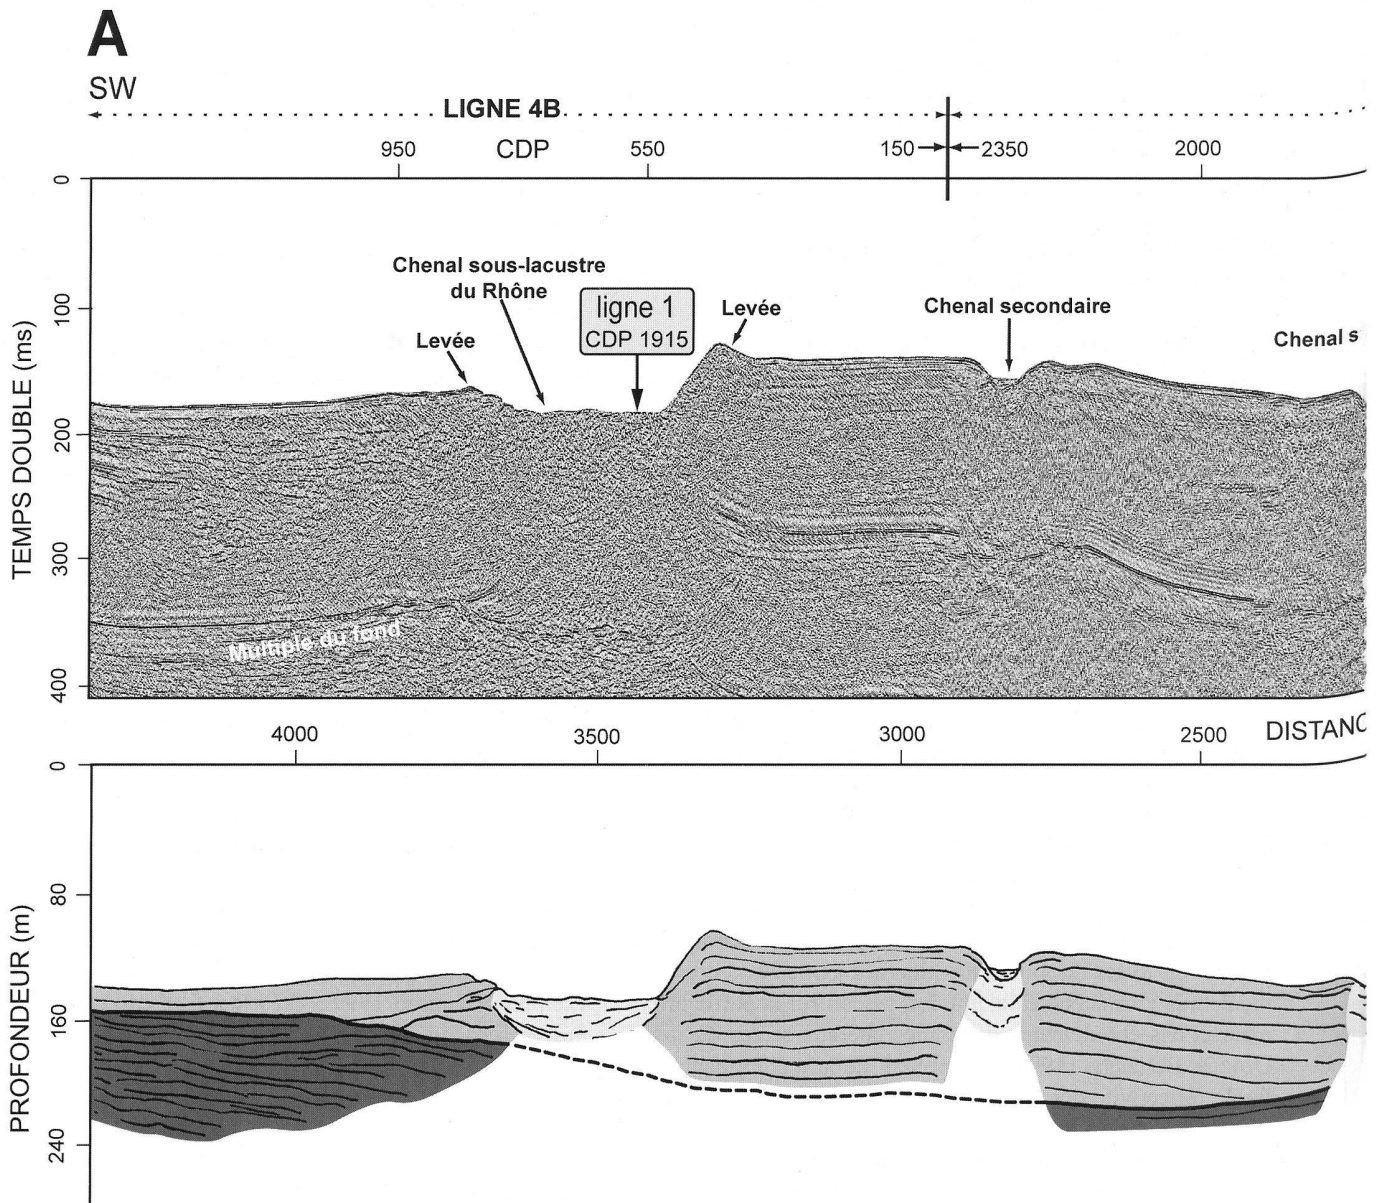 A
SW
LIGNE 4B
950 CDP 550 150 2350 2000
0
Chenal sous-lacustre
du Rhône
ligne 1
CDP 1915
Levée
Levée
Chenal secondaire
Chenal s
100
200
300
400
TEMPS DOUBLE (ms)
Multiple du fond
4000 3500 3000 2500 DISTANC
0
80
160
240
PROFONDEUR (m)